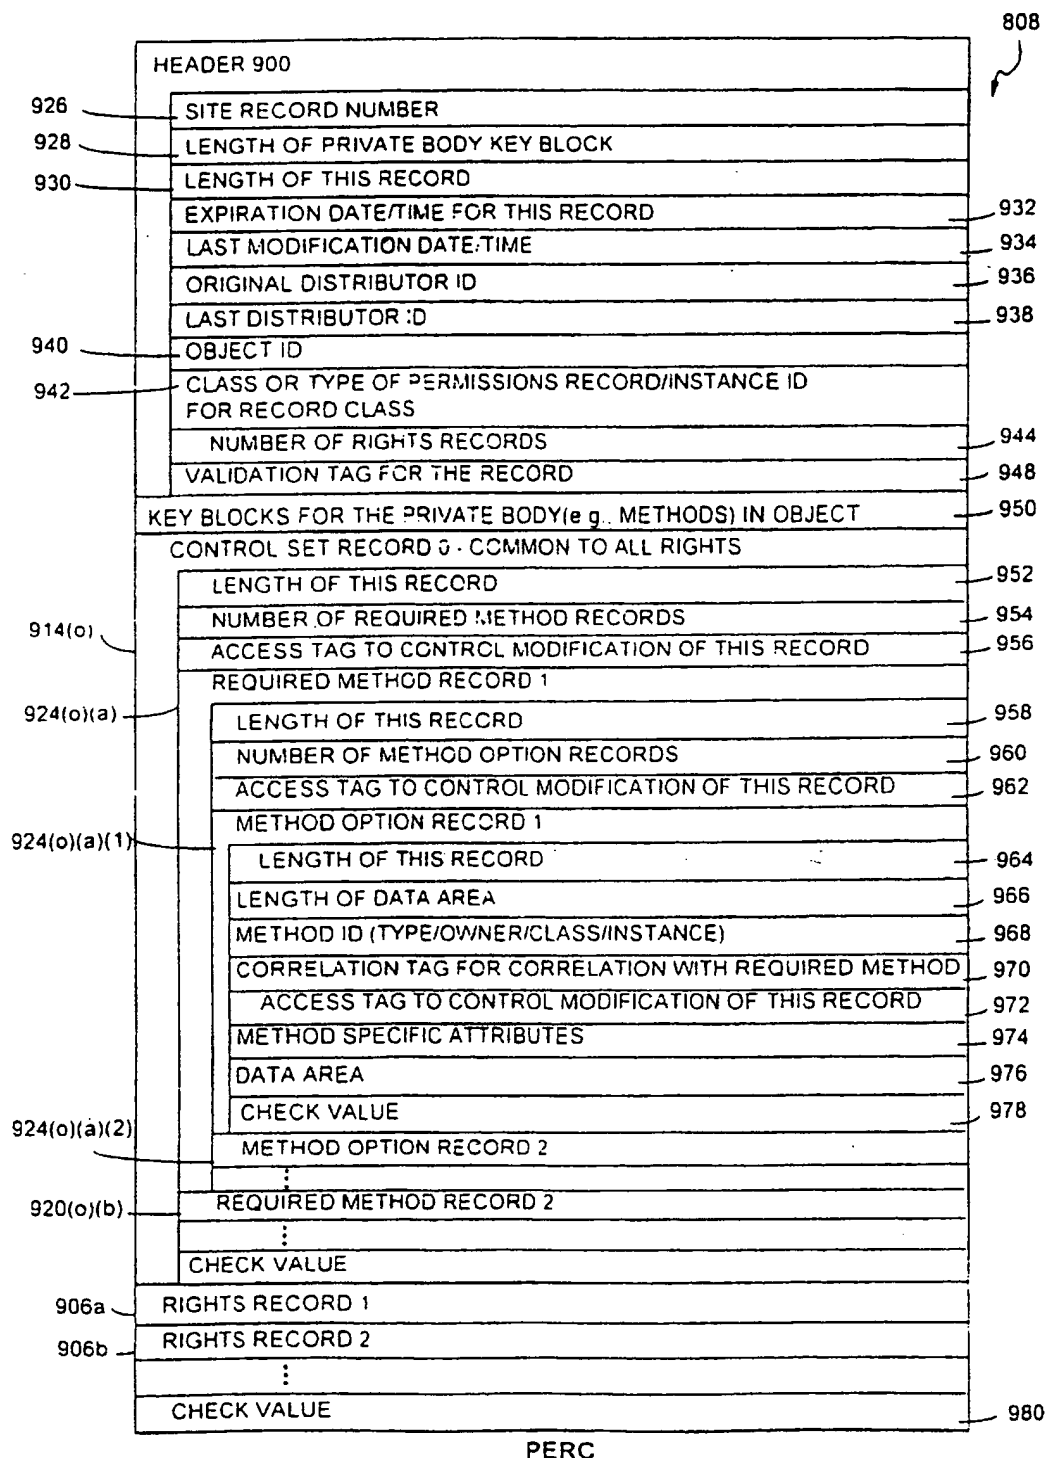 808
HEADER 900
926 SITE RECORD NUMBER
928 LENGTH OF PRIVATE BODY KEY BLOCK
930 LENGTH OF THIS RECORD
EXPIRATION DATE/TIME FOR THIS RECORD 932
LAST MODIFICATION DATE/TIME 934
ORIGINAL DISTRIBUTOR ID 936
LAST DISTRIBUTOR ID 938
940 OBJECT ID
942 CLASS OR TYPE OF PERMISSIONS RECORD/INSTANCE ID
FOR RECORD CLASS
NUMBER OF RIGHTS RECORDS 944
VALIDATION TAG FOR THE RECORD 948
KEY BLOCKS FOR THE PRIVATE BODY(e g., METHODS) IN OBJECT 950
CONTROL SET RECORD 0 - COMMON TO ALL RIGHTS
LENGTH OF THIS RECORD 952
NUMBER OF REQUIRED METHOD RECORDS 954
914(o)
ACCESS TAG TO CONTROL MODIFICATION OF THIS RECORD 956
REQUIRED METHOD RECORD 1
924(o)(a)
LENGTH OF THIS RECORD 958
NUMBER OF METHOD OPTION RECORDS 960
ACCESS TAG TO CONTROL MODIFICATION OF THIS RECORD 962
METHOD OPTION RECORD 1
924(o)(a)(1)
LENGTH OF THIS RECORD 964
LENGTH OF DATA AREA 966
METHOD ID (TYPE/OWNER/CLASS/INSTANCE) 968
CORRELATION TAG FOR CORRELATION WITH REQUIRED METHOD 970
ACCESS TAG TO CONTROL MODIFICATION OF THIS RECORD 972
METHOD SPECIFIC ATTRIBUTES 974
DATA AREA 976
CHECK VALUE 978
924(o)(a)(2)
METHOD OPTION RECORD 2
920(o)(b) REQUIRED METHOD RECORD 2
CHECK VALUE
906a RIGHTS RECORD 1
906b RIGHTS RECORD 2
CHECK VALUE 980
PERC